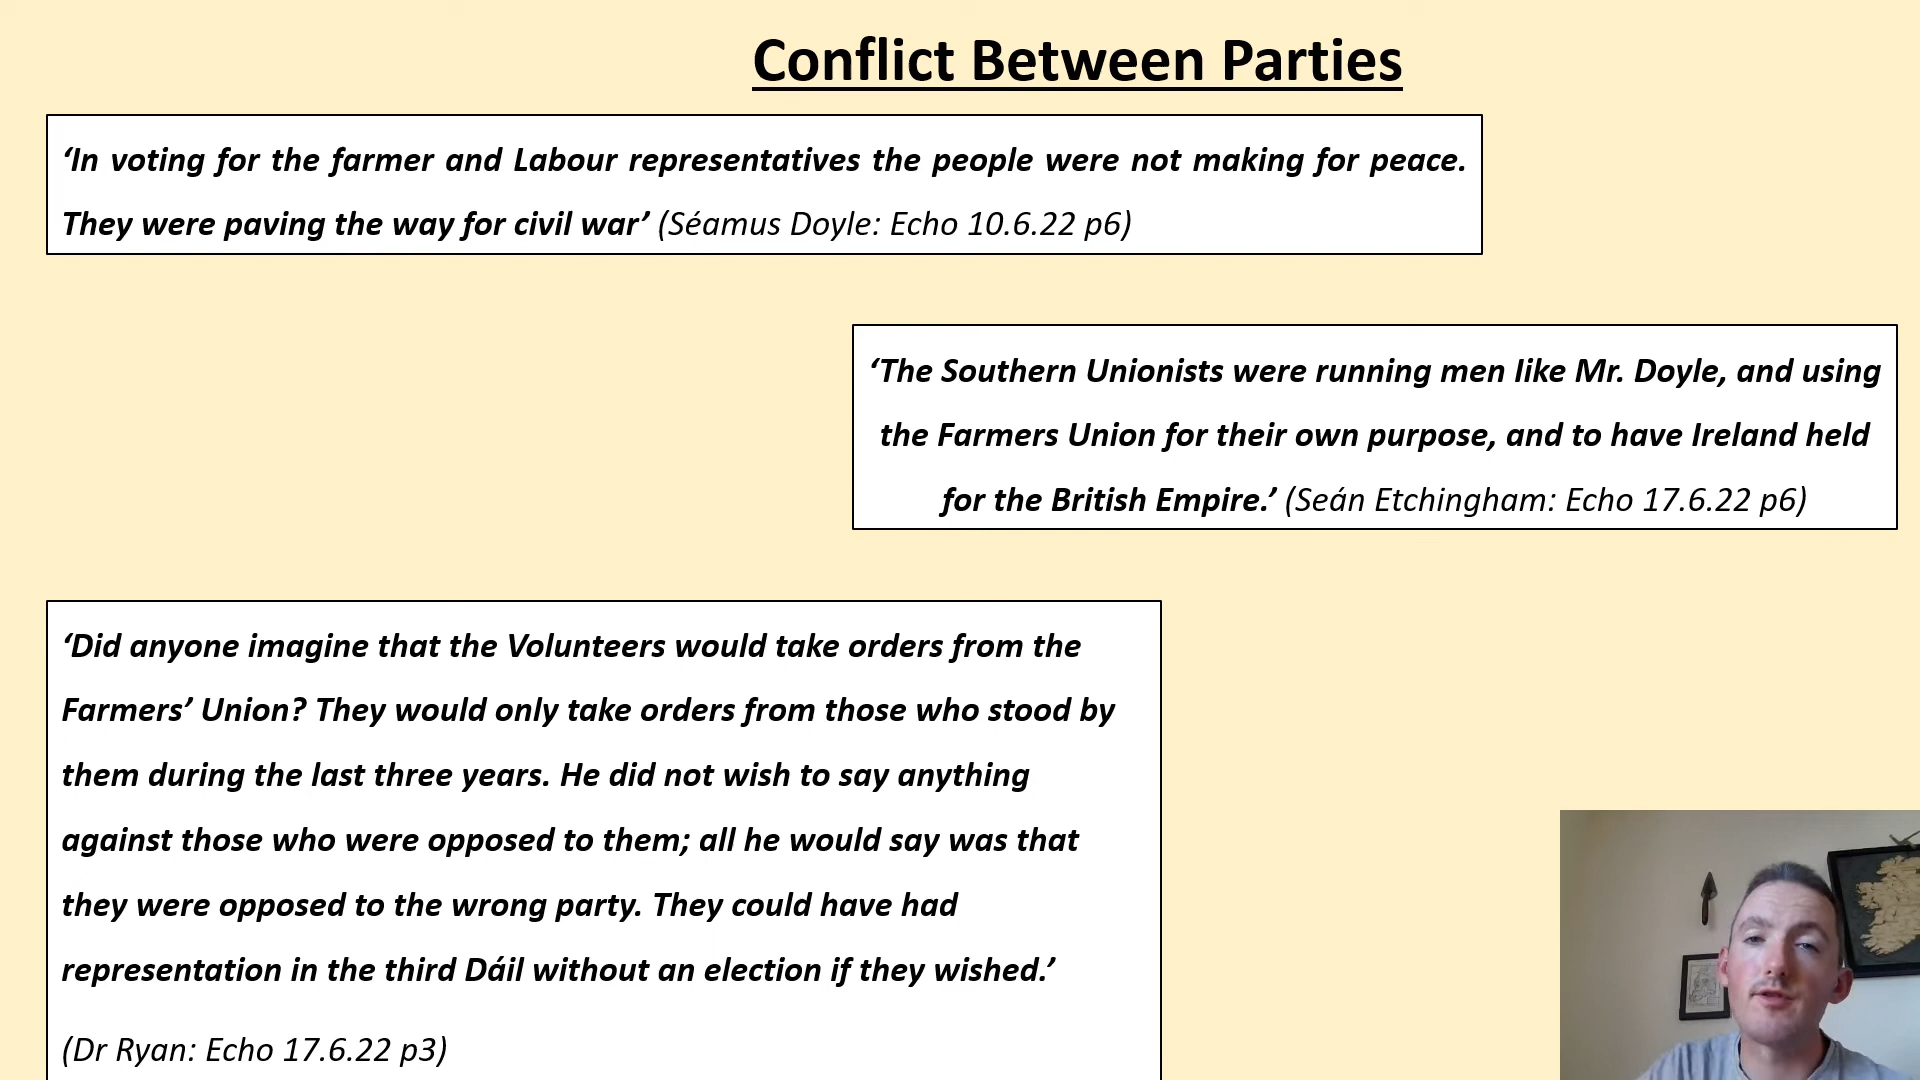 Conflict Between Parties
‘In voting for the farmer and Labour representatives the people were not making for peace.
They were paving the way for civil war’ (Séamus Doyle: Echo 10.6.22 p6)
‘The Southern Unionists were running men like Mr. Doyle, and using
the Farmers Union for their own purpose, and to have Ireland held
for the British Empire.’ (Seán Etchingham: Echo 17.6.22 p6)
‘Did anyone imagine that the Volunteers would take orders from the
Farmers’ Union? They would only take orders from those who stood by
them during the last three years. He did not wish to say anything
against those who were opposed to them; all he would say was that
they were opposed to the wrong party. They could have had
representation in the third Dáil without an election if they wished.’
(Dr Ryan: Echo 17.6.22 p3)